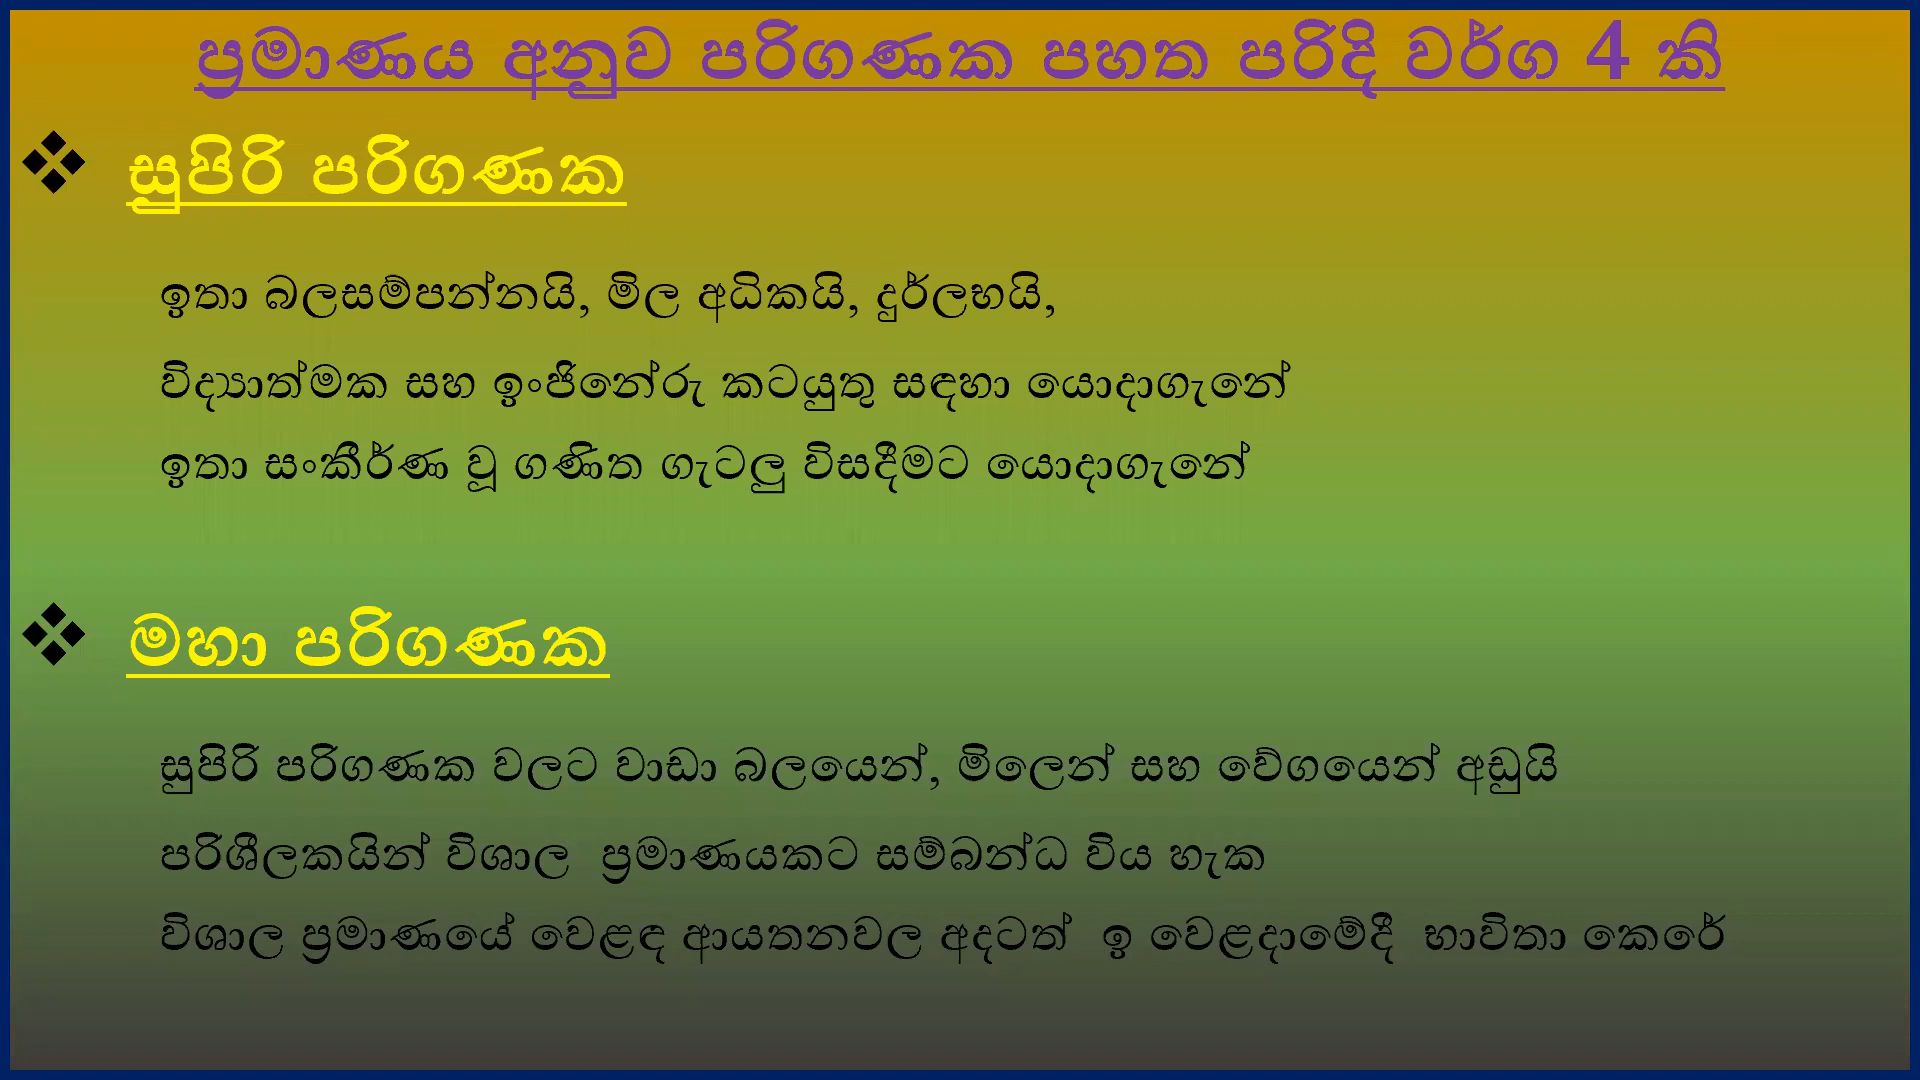 ප්‍රමාණය අනුව පරිගණක පහත පරිදි වර්ග 4 කි
සුපිරි පරිගණක
ඉතා බලසම්පන්නයි, මිල අධිකයි, දුර්ලභයි,
විද්‍යාත්මක සහ ඉංජිනේරු කටයුතු සඳහා යොදාගැනේ
ඉතා සංකීර්ණ වූ ගණිත ගැටලු විසදීමට යොදාගැනේ
මහා පරිගණක
සුපිරි පරිගණක වලට වාඩා බලයෙන්, මිලෙන් සහ වේගයෙන් අඩුයි
පරිශීලකයින් විශාල ප්‍රමාණයකට සම්බන්ධ විය හැක
විශාල ප්‍රමාණයේ වෙළඳ ආයතනවල අදටත් ඉ වෙළදාමේදී භාවිතා කෙරේ